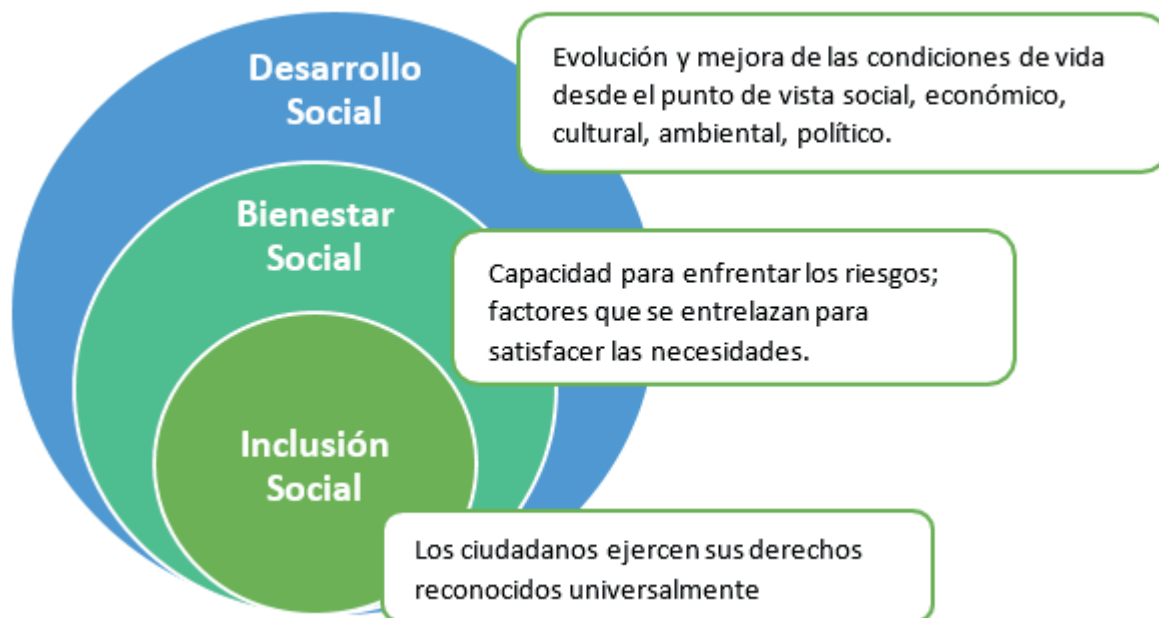 Desarrollo
Social
Evolución y mejora de las condiciones de vida
desde el punto de vista social, económico,
cultural, ambiental, político.
Bienestar
Social
Capacidad para enfrentar los riesgos;
factores que se entrelazan para
satisfacer las necesidades.
Inclusión
Social
Los ciudadanos ejercen sus derechos
reconocidos universalmente